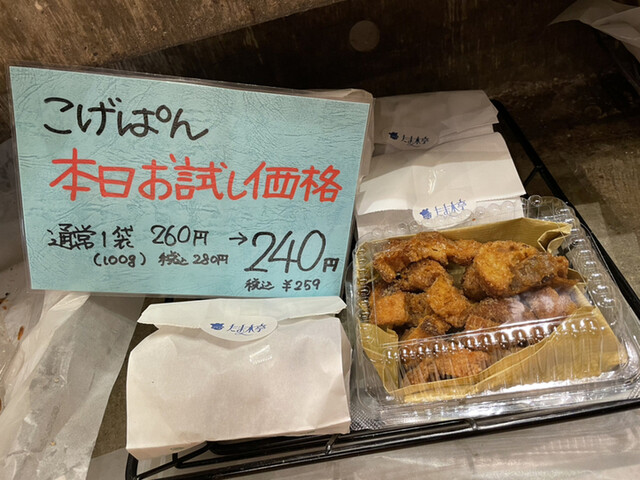 こげぱん
本日お試し価格
通常1袋 260円 → 240円
(100g) 税込 280円 税込 ¥259